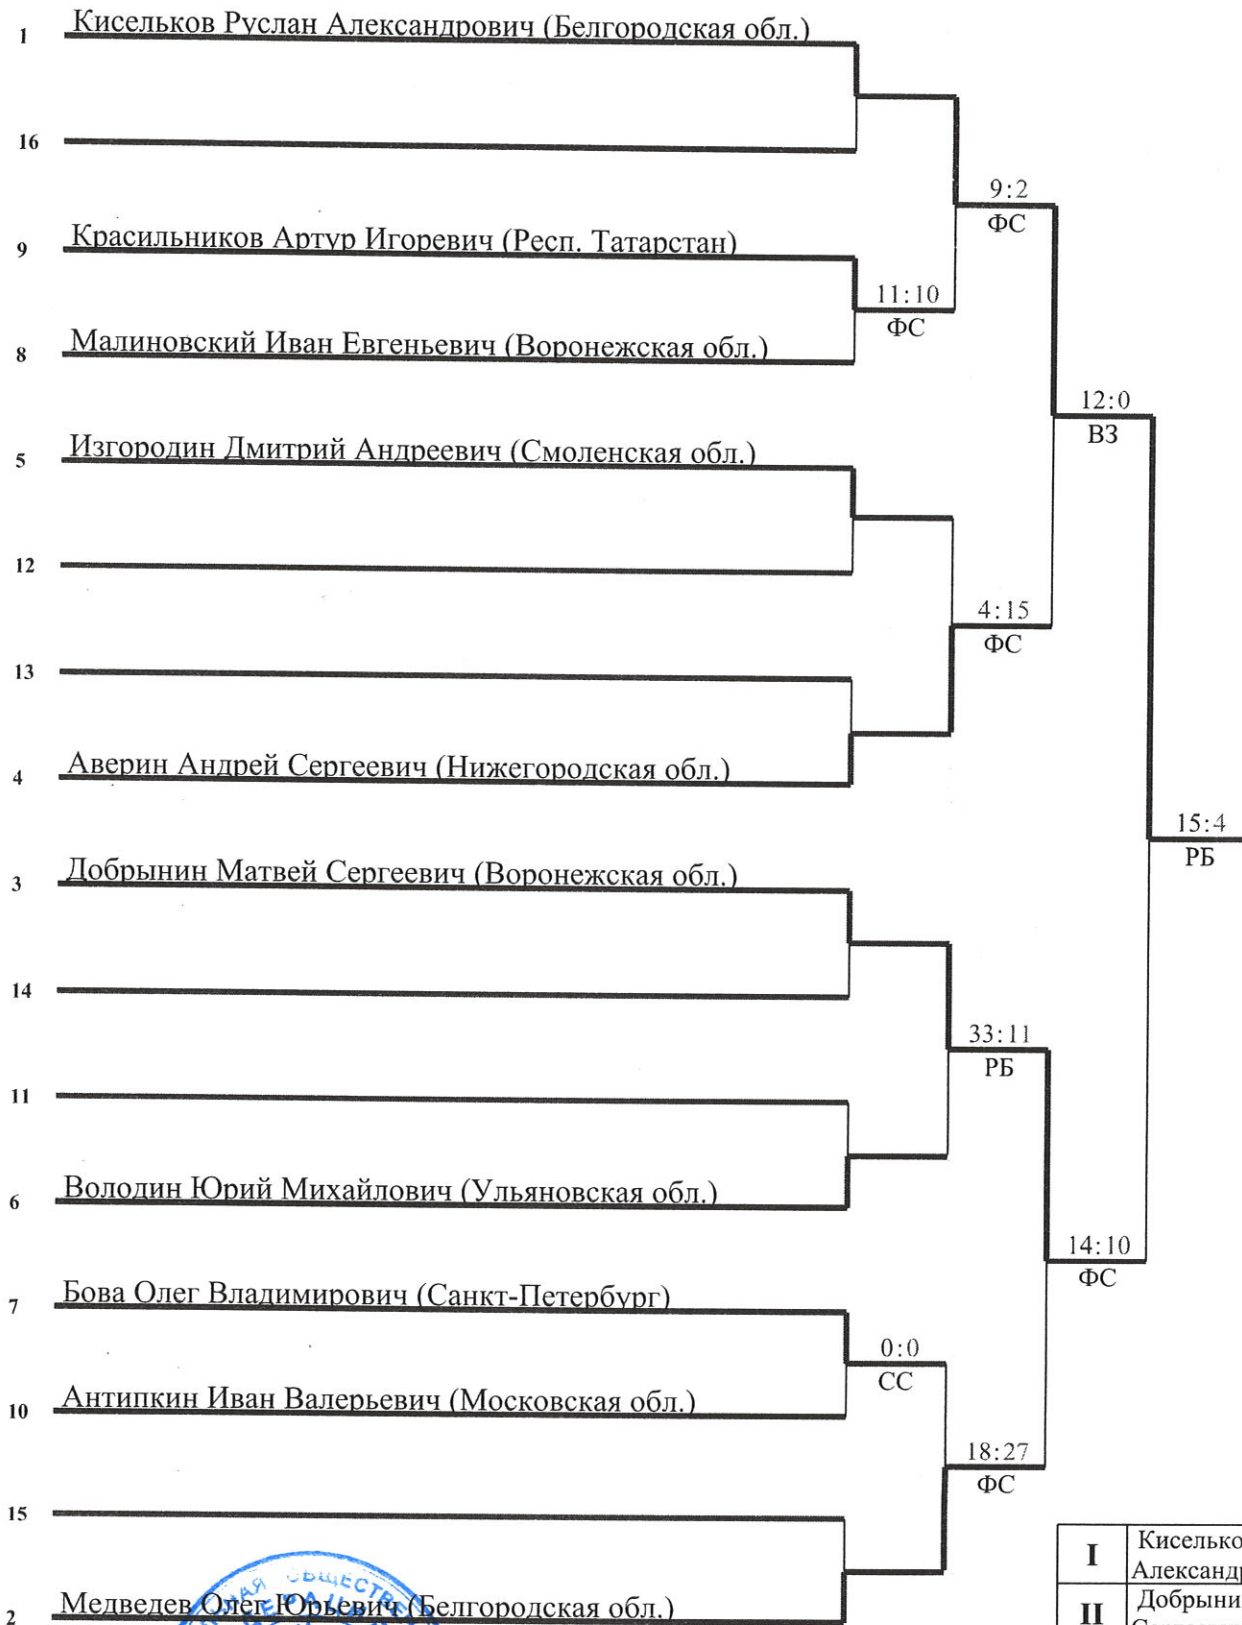 1 Кисельков Руслан Александрович (Белгородская обл.)
16
9:2
ФС
9 Красильников Артур Игоревич (Респ. Татарстан)
11:10
ФС
8 Малиновский Иван Евгеньевич (Воронежская обл.)
12:0
ВЗ
5 Изгородин Дмитрий Андреевич (Смоленская обл.)
12
4:15
ФС
13
4 Аверин Андрей Сергеевич (Нижегородская обл.)
15:4
РБ
3 Добрынин Матвей Сергеевич (Воронежская обл.)
14
33:11
РБ
11
6 Володин Юрий Михайлович (Ульяновская обл.)
14:10
ФС
7 Бова Олег Владимирович (Санкт-Петербург)
0:0
СС
10 Антипкин Иван Валерьевич (Московская обл.)
18:27
ФС
15
I Киселько
Александ
2 Медведев Олег Юрьевич (Белгородская обл.)
II Добрыни